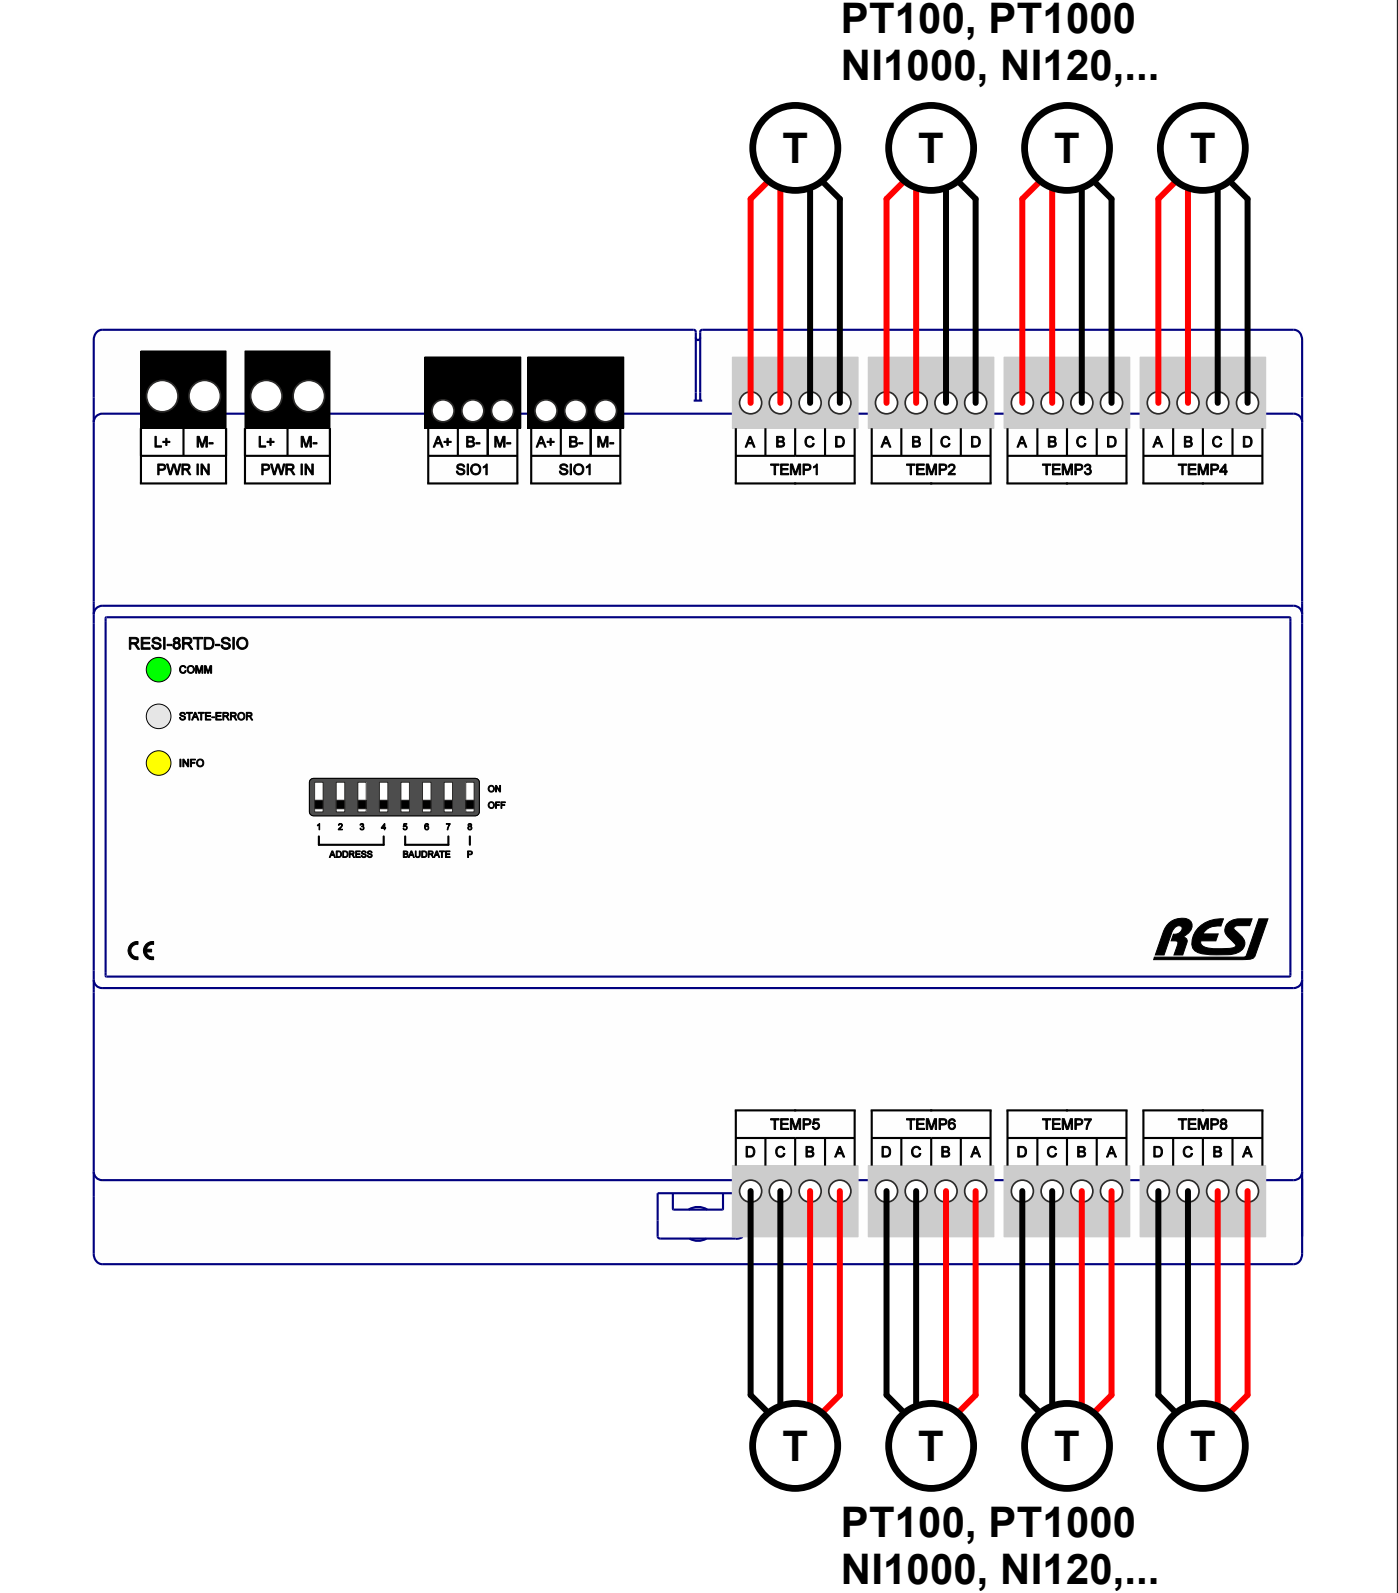 PT100, PT1000
NI1000, NI120,...
T T T T
L+ M- L+ M- A+ B- M- A+ B- M- A B C D A B C D A B C D A B C D
PWR IN PWR IN SIO1 SIO1 TEMP1 TEMP2 TEMP3 TEMP4
RESI-8RTD-SIO
COMM
STATE-ERROR
INFO
ON
OFF
1 2 3 4 5 6 7 8
ADDRESS BAUDRATE P
CE RESI
TEMP5 TEMP6 TEMP7 TEMP8
D C B A D C B A D C B A D C B A
T T T T
PT100, PT1000
NI1000, NI120,...